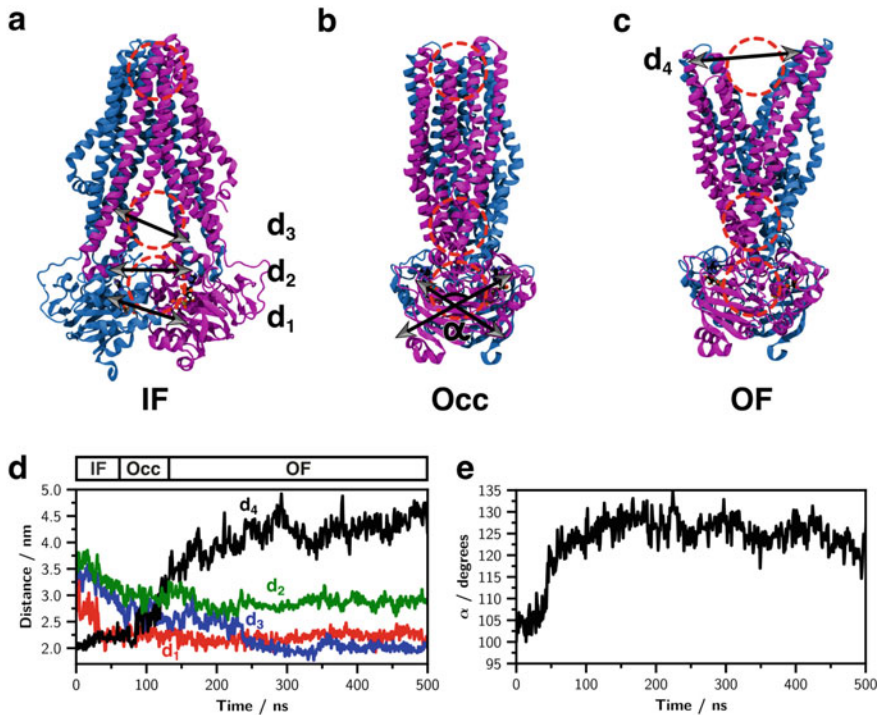 a
b
c
d4
d3
d2
d1
α
IF
Occ
OF
d
IF Occ OF
5.0
4.5
4.0
3.5
3.0
2.5
2.0
d4
d2
d3
d1
Distance / nm
0 100 200 300 400 500
Time / ns
e
135
130
125
120
115
110
105
100
95
α / degrees
0 100 200 300 400 500
Time / ns